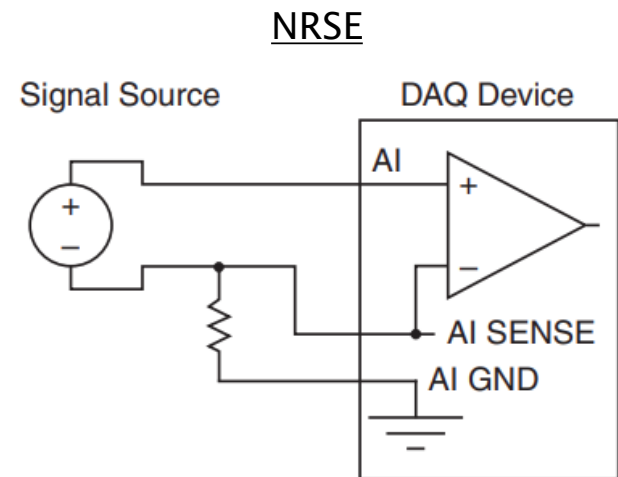 NRSE
Signal Source
DAQ Device
AI
+
+
–
–
AI SENSE
AI GND